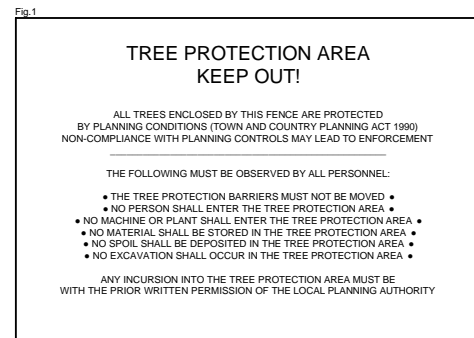 Fig.1
TREE PROTECTION AREA
KEEP OUT!
ALL TREES ENCLOSED BY THIS FENCE ARE PROTECTED
BY PLANNING CONDITIONS (TOWN AND COUNTRY PLANNING ACT 1990)
NON-COMPLIANCE WITH PLANNING CONTROLS MAY LEAD TO ENFORCEMENT
THE FOLLOWING MUST BE OBSERVED BY ALL PERSONNEL:
● THE TREE PROTECTION BARRIERS MUST NOT BE MOVED ●
● NO PERSON SHALL ENTER THE TREE PROTECTION AREA ●
● NO MACHINE OR PLANT SHALL ENTER THE TREE PROTECTION AREA ●
● NO MATERIAL SHALL BE STORED IN THE TREE PROTECTION AREA ●
● NO SPOIL SHALL BE DEPOSITED IN THE TREE PROTECTION AREA ●
● NO EXCAVATION SHALL OCCUR IN THE TREE PROTECTION AREA ●
ANY INCURSION INTO THE TREE PROTECTION AREA MUST BE
WITH THE PRIOR WRITTEN PERMISSION OF THE LOCAL PLANNING AUTHORITY